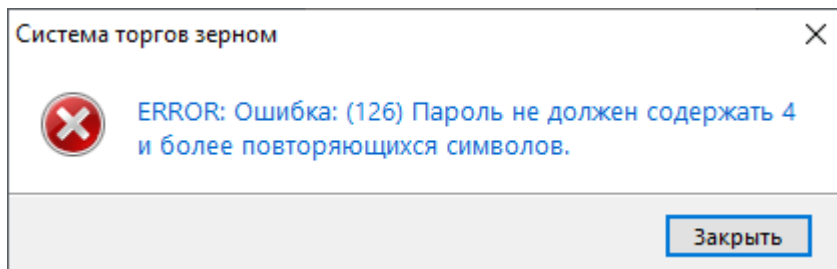 Система торгов зерном
ERROR: Ошибка: (126) Пароль не должен содержать 4
и более повторяющихся символов.
Закрыть